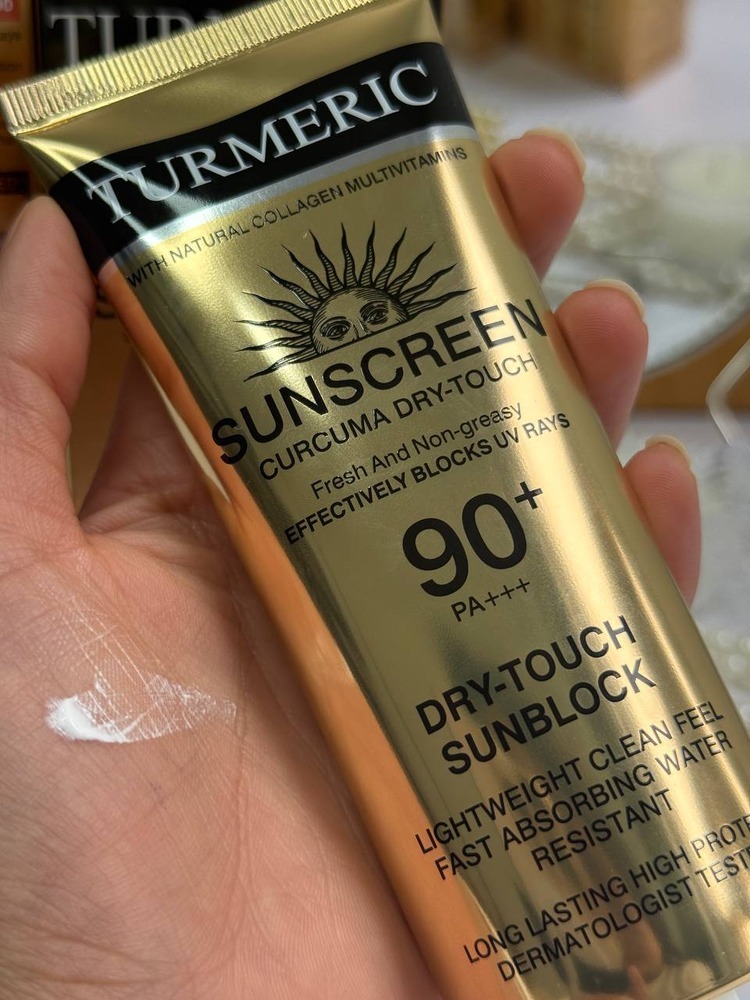 TURMERIC
WITH NATURAL COLLAGEN MULTIVITAMINS
SUNSCREEN
CURCUMA DRY-TOUCH
Fresh And Non-greasy
EFFECTIVELY BLOCKS UV RAYS
90+
PA+++
DRY-TOUCH
SUNBLOCK
LIGHTWEIGHT CLEAN FEEL
FAST ABSORBING WATER
RESISTANT
LONG LASTING HIGH
DERMATOLOGIST